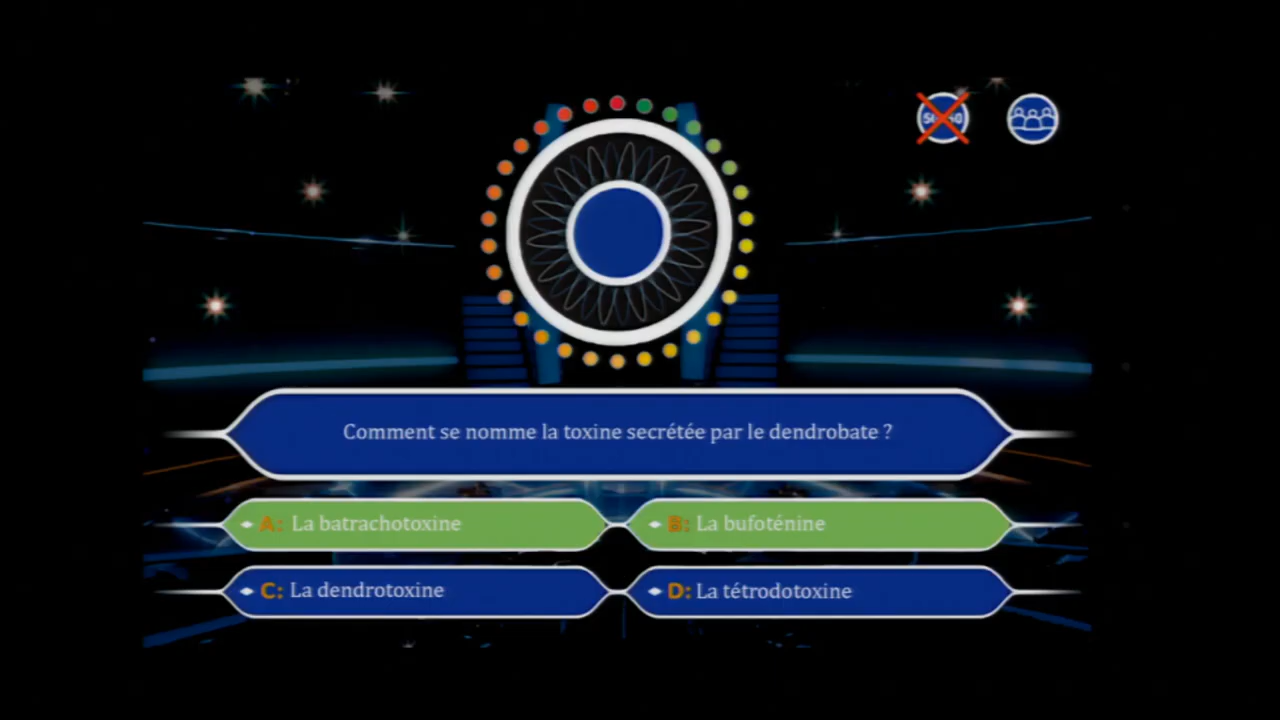 Comment se nomme la toxine secrétée par le dendrobate ?
A: La batrachotoxine
B: La bufoténine
C: La dendrotoxine
D: La tétrodotoxine